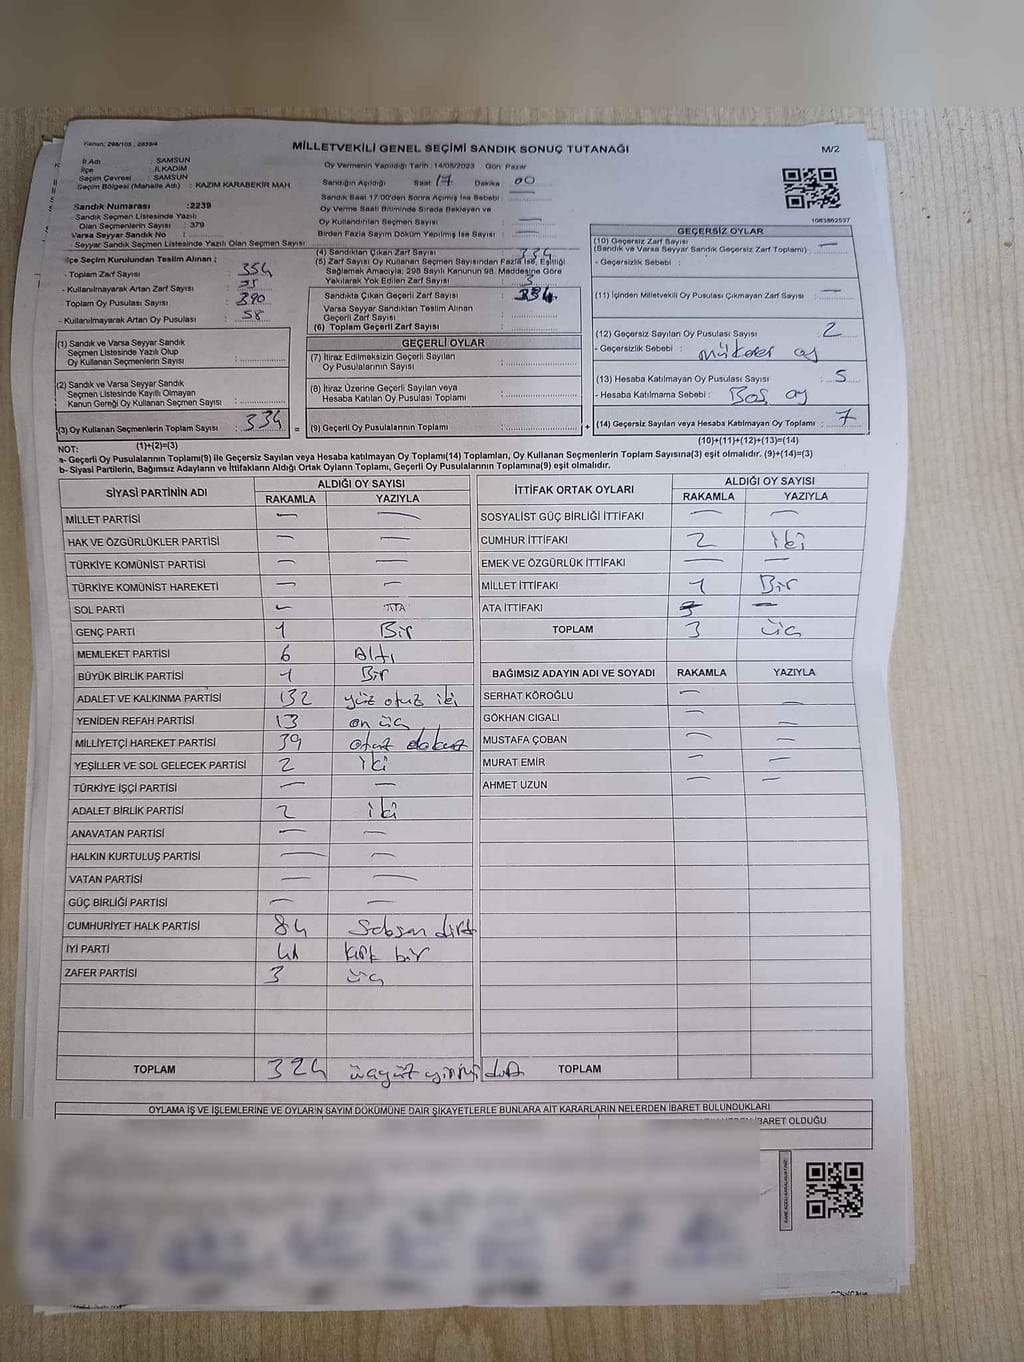 Kanun; 298/105 , 2839/4
MİLLETVEKİLİ GENEL SEÇİMİ SANDIK SONUÇ TUTANAĞI
M/2
İl Adı : SAMSUN
İlçe : İLKADIM
Seçim Çevresi : SAMSUN
Seçim Bölgesi (Mahalle Adı) : KAZIM KARABEKİR MAH.
Sandık Numarası :2239
Sandık Seçmen Listesinde Yazılı
Olan Seçmenlerin Sayısı : 379
Varsa Seyyar Sandık No :
Seyyar Sandık Seçmen Listesinde Yazılı Olan Seçmen Sayısı:
Oy Vermenin Yapıldığı Tarih :14/05/2023 Gün: Pazar
Sandığın Açıldığı Saat 17 Dakika 00
Sandık Saat 17:00'den Sonra Açılmış İse Sebebi : —
Oy Verme Saati Bitiminde Sırada Bekleyen ve
Oy Kullandırılan Seçmen Sayısı : —
Birden Fazla Sayım Döküm Yapılmış İse Sayısı : —
1083862537
İlçe Seçim Kurulundan Teslim Alınan ;
- Toplam Zarf Sayısı : 354
- Kullanılmayarak Artan Zarf Sayısı :
Toplam Oy Pusulası Sayısı : 390
- Kullanılmayarak Artan Oy Pusulası : 58
(4) Sandıktan Çıkan Zarf Sayısı : 334
(5) Zarf Sayısı Oy Kullanan Seçmen Sayısından Fazla İse, Eşitliği
Sağlamak Amacıyla; 298 Sayılı Kanunun 98. Maddesine Göre
Yakılarak Yok Edilen Zarf Sayısı :
Sandıkta Çıkan Geçerli Zarf Sayısı : 334
Varsa Seyyar Sandıktan Teslim Alınan
Geçerli Zarf Sayısı :
(6) Toplam Geçerli Zarf Sayısı :
GEÇERSİZ OYLAR
(10) Geçersiz Zarf Sayısı
(Sandık ve Varsa Seyyar Sandık Geçersiz Zarf Toplamı) : —
- Geçersizlik Sebebi :
(11) İçinden Milletvekili Oy Pusulası Çıkmayan Zarf Sayısı : —
(12) Geçersiz Sayılan Oy Pusulası Sayısı : 2
- Geçersizlik Sebebi : mükerer oy
(13) Hesaba Katılmayan Oy Pusulası Sayısı : 5
- Hesaba Katılmama Sebebi : Boş oy
(14) Geçersiz Sayılan veya Hesaba katılmayan Oy Toplamı : 7
(10)+(11)+(12)+(13)=(14)
(1) Sandık ve Varsa Seyyar Sandık
Seçmen Listesinde Yazılı Olup
Oy Kullanan Seçmenlerin Sayısı :
(2) Sandık ve Varsa Seyyar Sandık
Seçmen Listesinde Kayıtlı Olmayan
Kanun Gereği Oy Kullanan Seçmen Sayısı :
(3) Oy Kullanan Seçmenlerin Toplam Sayısı : 334
(1)+(2)=(3)
=
GEÇERLİ OYLAR
(7) İtiraz Edilmeksizin Geçerli Sayılan
Oy Pusulalarının Sayısı :
(8) İtiraz Üzerine Geçerli Sayılan veya
Hesaba Katılan Oy Pusulası Toplamı :
(9) Geçerli Oy Pusulalarının Toplamı :
+
NOT:
a- Geçerli Oy Pusulalarının Toplamı(9) ile Geçersiz Sayılan veya Hesaba katılmayan Oy Toplamı(14) Toplamları, Oy Kullanan Seçmenlerin Toplam Sayısına(3) eşit olmalıdır. (9)+(14)=(3)
b- Siyasi Partilerin, Bağımsız Adayların ve İttifakların Aldığı Ortak Oyların Toplamı, Geçerli Oy Pusulalarının Toplamına(9) eşit olmalıdır.
SİYASİ PARTİNİN ADI
ALDIĞI OY SAYISI
RAKAMLA YAZIYLA
MİLLET PARTİSİ — —
HAK VE ÖZGÜRLÜKLER PARTİSİ — —
TÜRKİYE KOMÜNİST PARTİSİ — —
TÜRKİYE KOMÜNİST HAREKETİ — —
SOL PARTİ —
GENÇ PARTİ 1 Bir
MEMLEKET PARTİSİ 6 Altı
BÜYÜK BİRLİK PARTİSİ 1 Bir
ADALET VE KALKINMA PARTİSİ 132 yüz otuz iki
YENİDEN REFAH PARTİSİ 13 on üç
MİLLİYETÇİ HAREKET PARTİSİ 39 otuz dokuz
YEŞİLLER VE SOL GELECEK PARTİSİ 2 iki
TÜRKİYE İŞÇİ PARTİSİ — —
ADALET BİRLİK PARTİSİ 2 iki
ANAVATAN PARTİSİ — —
HALKIN KURTULUŞ PARTİSİ — —
VATAN PARTİSİ — —
GÜÇ BİRLİĞİ PARTİSİ — —
CUMHURİYET HALK PARTİSİ 84 seksen dört
İYİ PARTİ 41 kırk bir
ZAFER PARTİSİ 3 üç
TOPLAM 324 üçyüz yirmi dört
İTTİFAK ORTAK OYLARI
ALDIĞI OY SAYISI
RAKAMLA YAZIYLA
SOSYALİST GÜÇ BİRLİĞİ İTTİFAKI — —
CUMHUR İTTİFAKI 2 iki
EMEK VE ÖZGÜRLÜK İTTİFAKI — —
MİLLET İTTİFAKI 1 Bir
ATA İTTİFAKI —
TOPLAM 3 üç
BAĞIMSIZ ADAYIN ADI VE SOYADI RAKAMLA YAZIYLA
SERHAT KÖROĞLU — —
GÖKHAN CIGALI — —
MUSTAFA ÇOBAN — —
MURAT EMİR — —
AHMET UZUN — —
TOPLAM
OYLAMA İŞ VE İŞLEMLERİNE VE OYLARIN SAYIM DÖKÜMÜNE DAİR ŞİKAYETLERLE BUNLARA AİT KARARLARIN NELERDEN İBARET BULUNDUKLARI
İBARET OLDUĞU